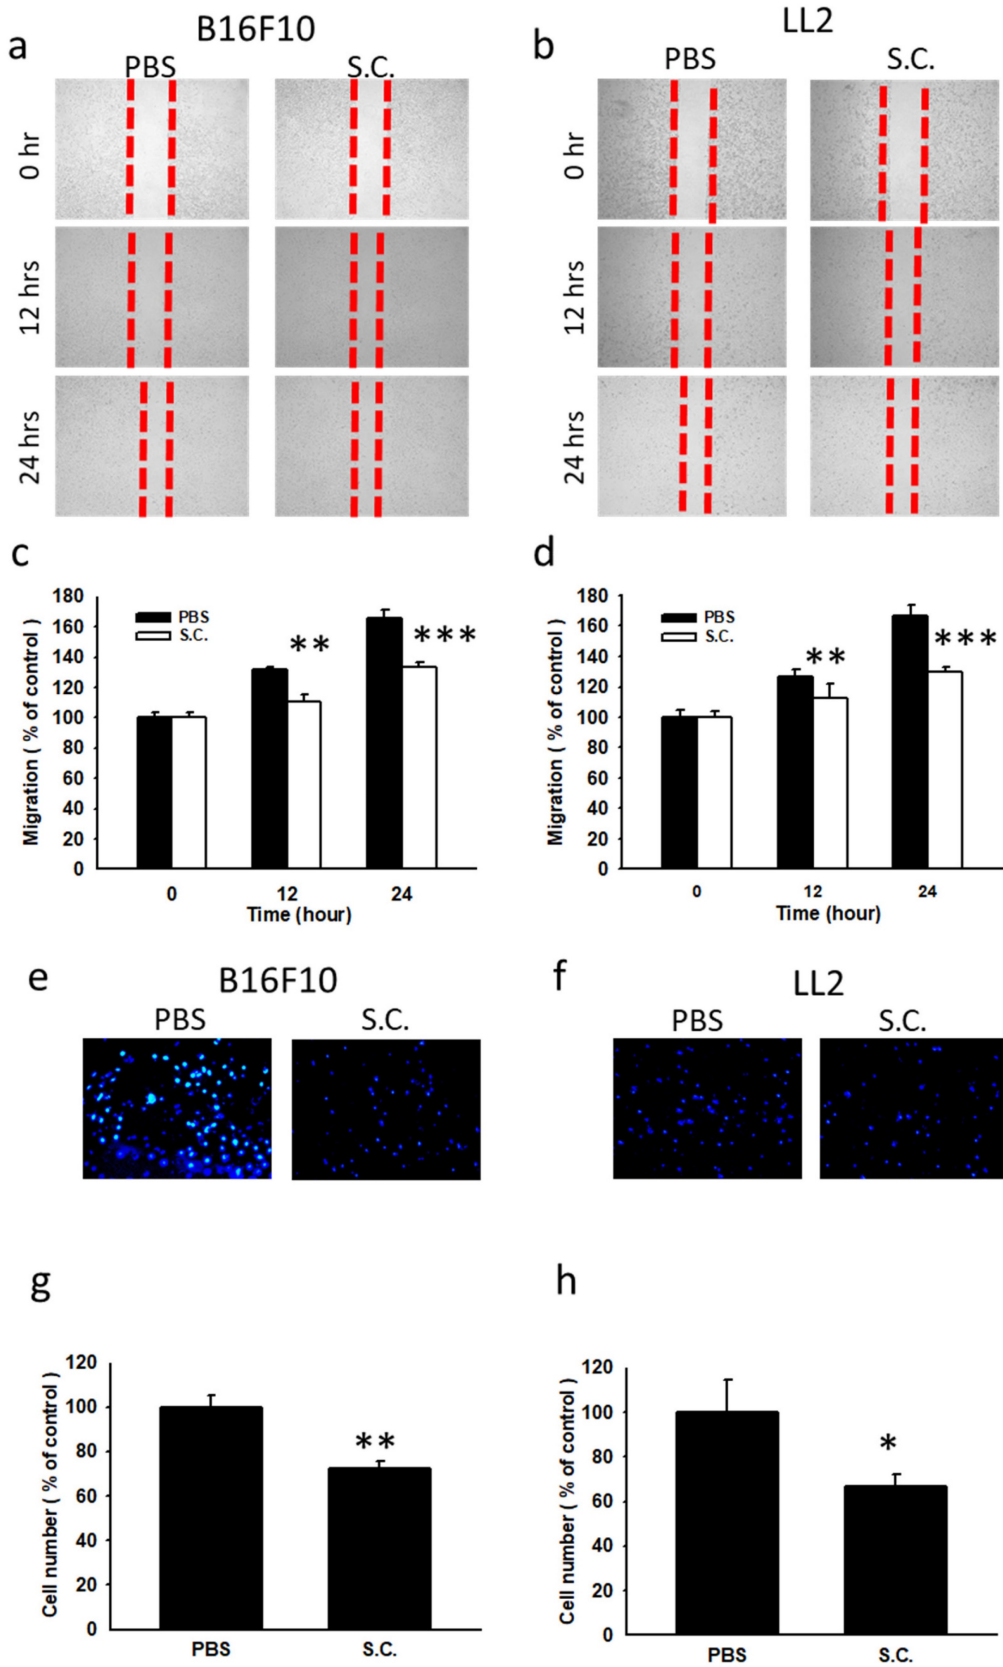 a
B16F10
b
LL2
PBS
S.C.
PBS
S.C.
0 hr
0 hr
12 hrs
12 hrs
24 hrs
24 hrs
c
Migration ( % of control )
180
160
140
120
100
80
60
40
20
0
PBS
S.C.
**
***
0
12
24
Time (hour)
d
Migration ( % of control )
180
160
140
120
100
80
60
40
20
0
PBS
S.C.
**
***
0
12
24
Time (hour)
e
B16F10
PBS
S.C.
f
LL2
PBS
S.C.
g
Cell number ( % of control )
120
100
80
60
40
20
0
**
PBS
S.C.
h
Cell number ( % of control )
120
100
80
60
40
20
0
*
PBS
S.C.